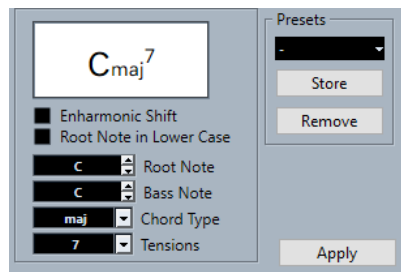 Cmaj7
Enharmonic Shift
Root Note in Lower Case
C Root Note
C Bass Note
maj Chord Type
7 Tensions
Presets
-
Store
Remove
Apply